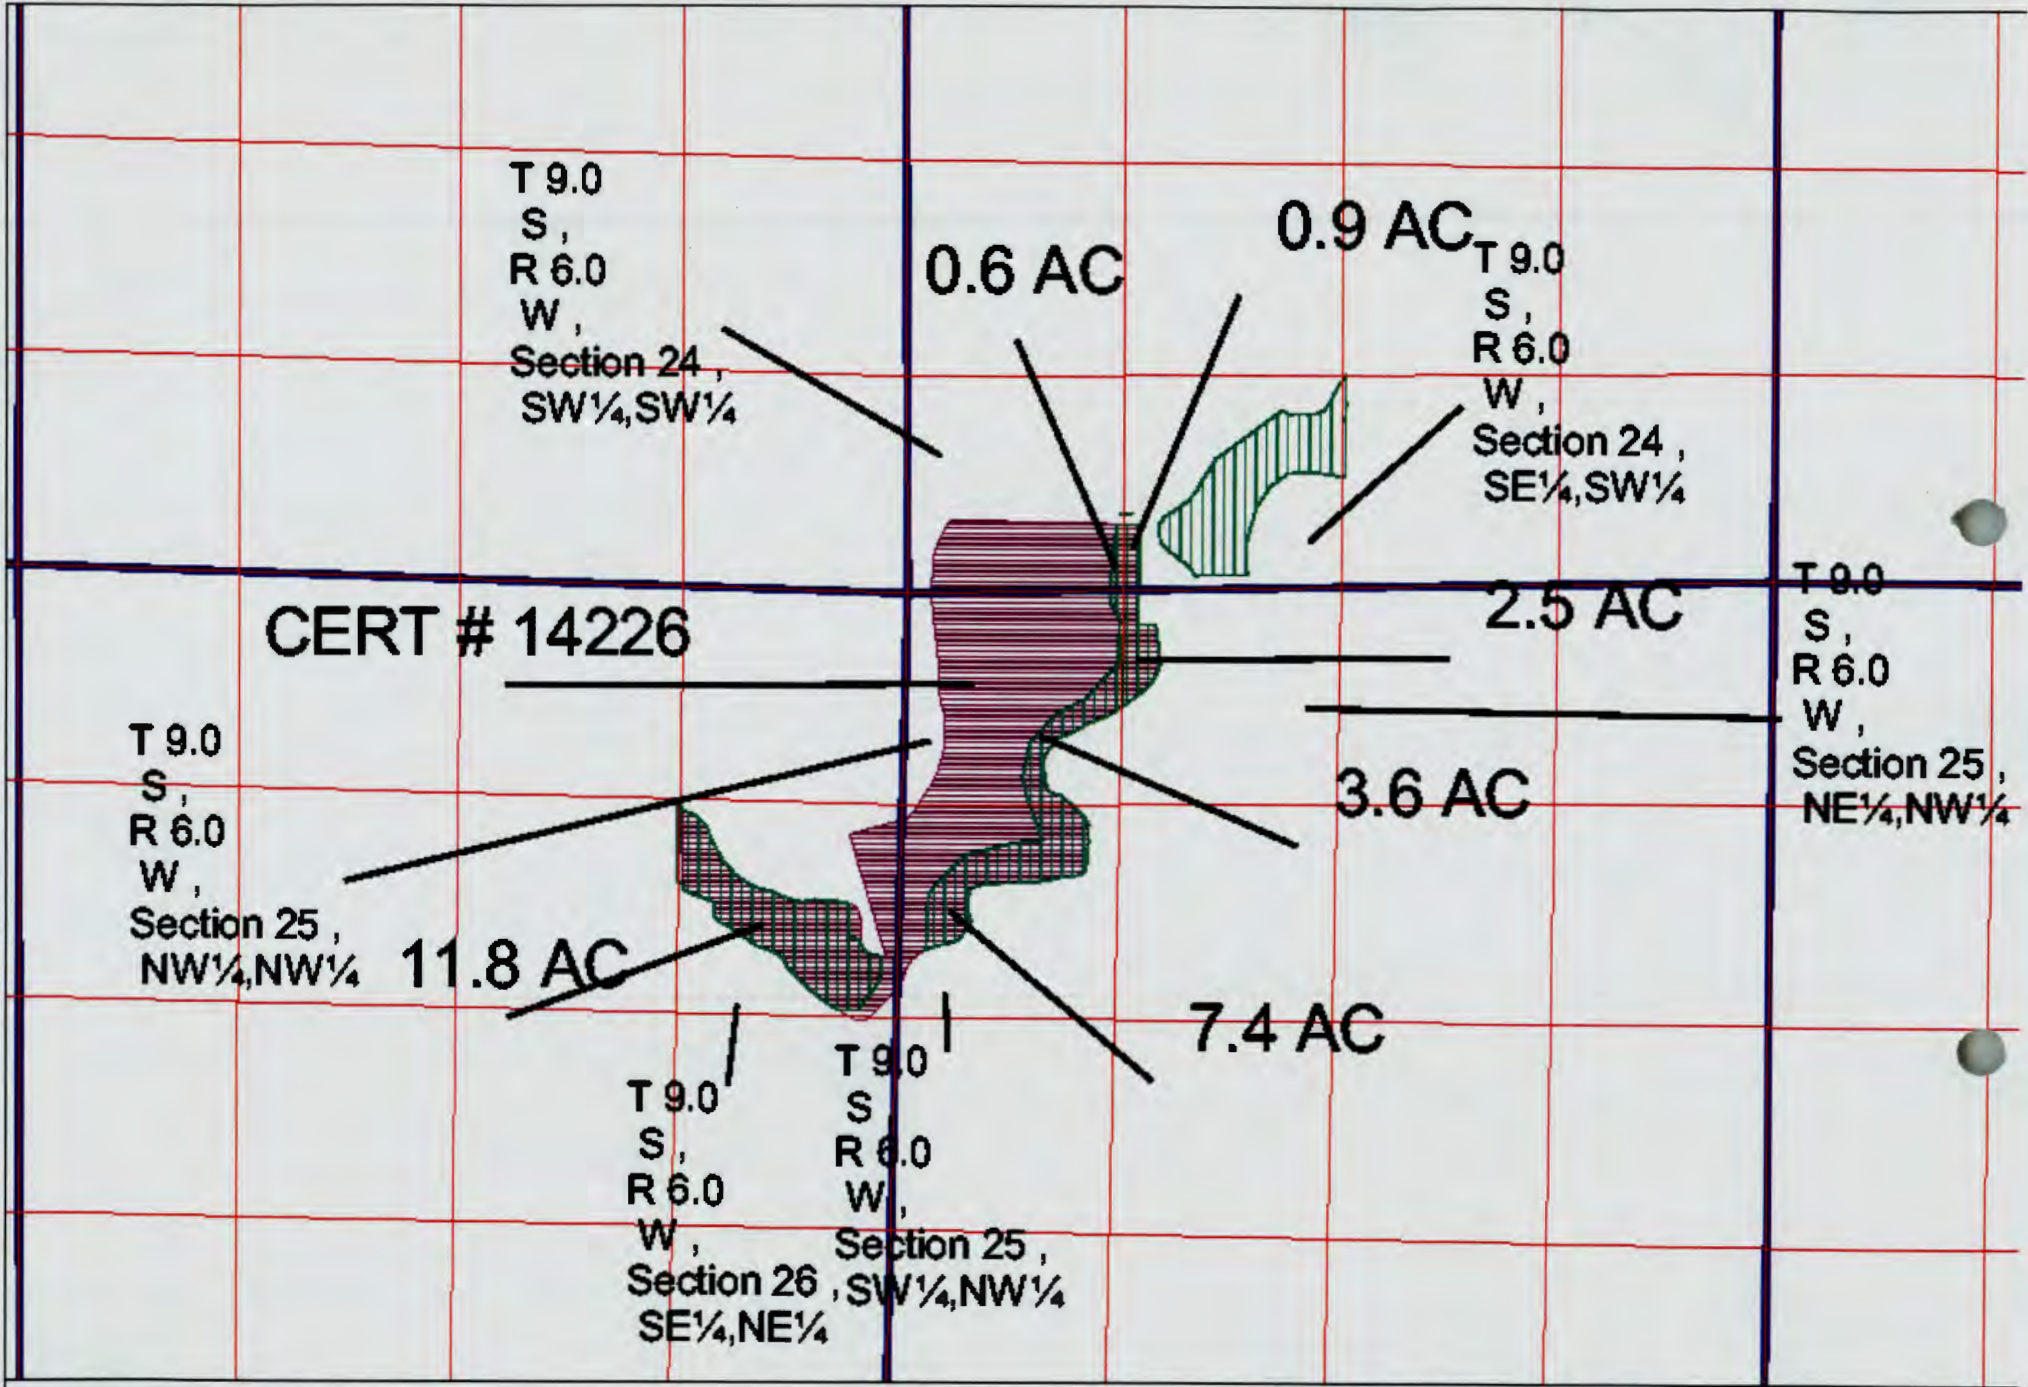 T 9.0
S ,
R 6.0
W ,
Section 24 ,
SW¼,SW¼
0.6 AC
0.9 AC
T 9.0
S ,
R 6.0
W ,
Section 24 ,
SE¼,SW¼
CERT # 14226
2.5 AC
T 9.0
S ,
R 6.0
W ,
Section 25 ,
NE¼,NW¼
T 9.0
S ,
R 6.0
W ,
Section 25 ,
NW¼,NW¼
3.6 AC
11.8 AC
7.4 AC
T 9.0
S ,
R 6.0
W ,
Section 26 ,
SE¼,NE¼
T 9.0
S
R 6.0
W ,
Section 25 ,
SW¼,NW¼